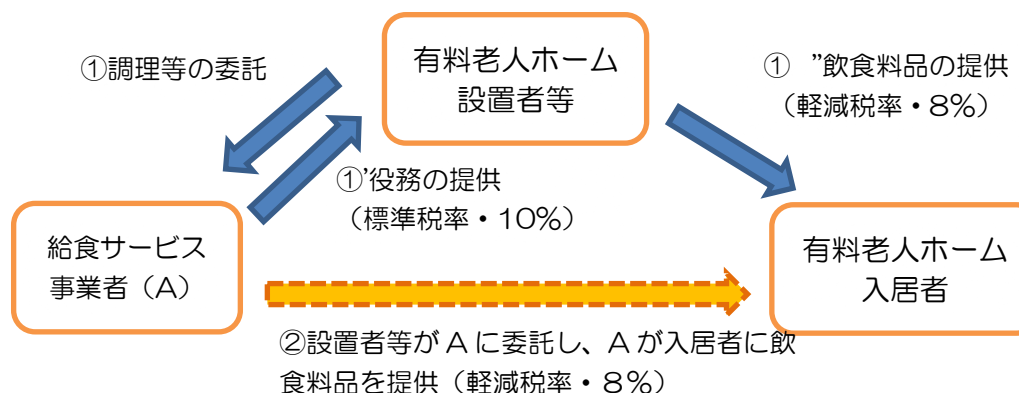 ①調理等の委託
有料老人ホーム
設置者等
① ”飲食料品の提供
（軽減税率・８％）
①’役務の提供
（標準税率・10％）
給食サービス
事業者（A）
有料老人ホーム
入居者
②設置者等が A に委託し、A が入居者に飲
食料品を提供（軽減税率・８％）